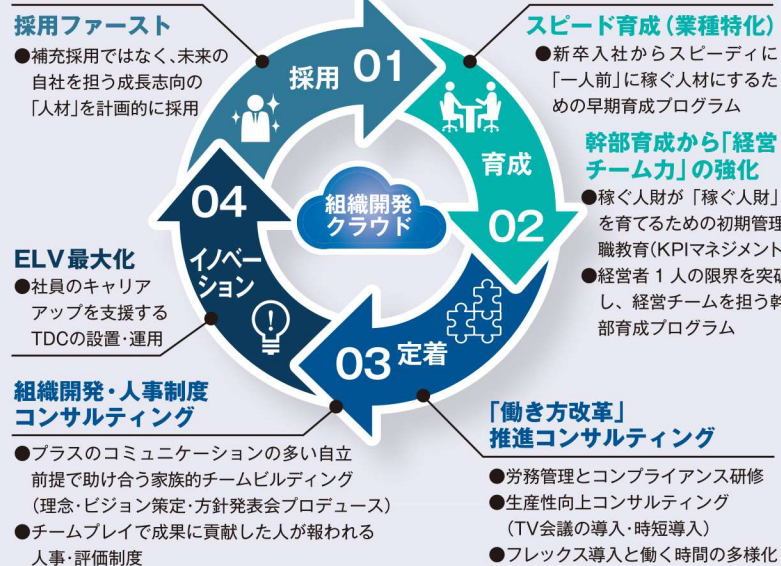 採用ファースト
●補充採用ではなく、未来の
自社を担う成長志向の
「人材」を計画的に採用
採用 01
スピード育成（業種特化）
●新卒入社からスピーディに
「一人前」に稼ぐ人材にするた
めの早期育成プログラム
育成
02
幹部育成から「経営
チーム力」の強化
●稼ぐ人財が「稼ぐ人財」
を育てるための初期管理
職教育（KPIマネジメント
●経営者1人の限界を突破
し、経営チームを担う幹
部育成プログラム
組織開発
クラウド
04
イノベー
ション
ELV最大化
●社員のキャリア
アップを支援する
TDCの設置・運用
03 定着
組織開発・人事制度
コンサルティング
●プラスのコミュニケーションの多い自立
前提で助け合う家族的チームビルディング
（理念・ビジョン策定・方針発表会プロデュース）
●チームプレイで成果に貢献した人が報われる
人事・評価制度
「働き方改革」
推進コンサルティング
●労務管理とコンプライアンス研修
●生産性向上コンサルティング
（TV会議の導入・時短導入）
●フレックス導入と働く時間の多様化